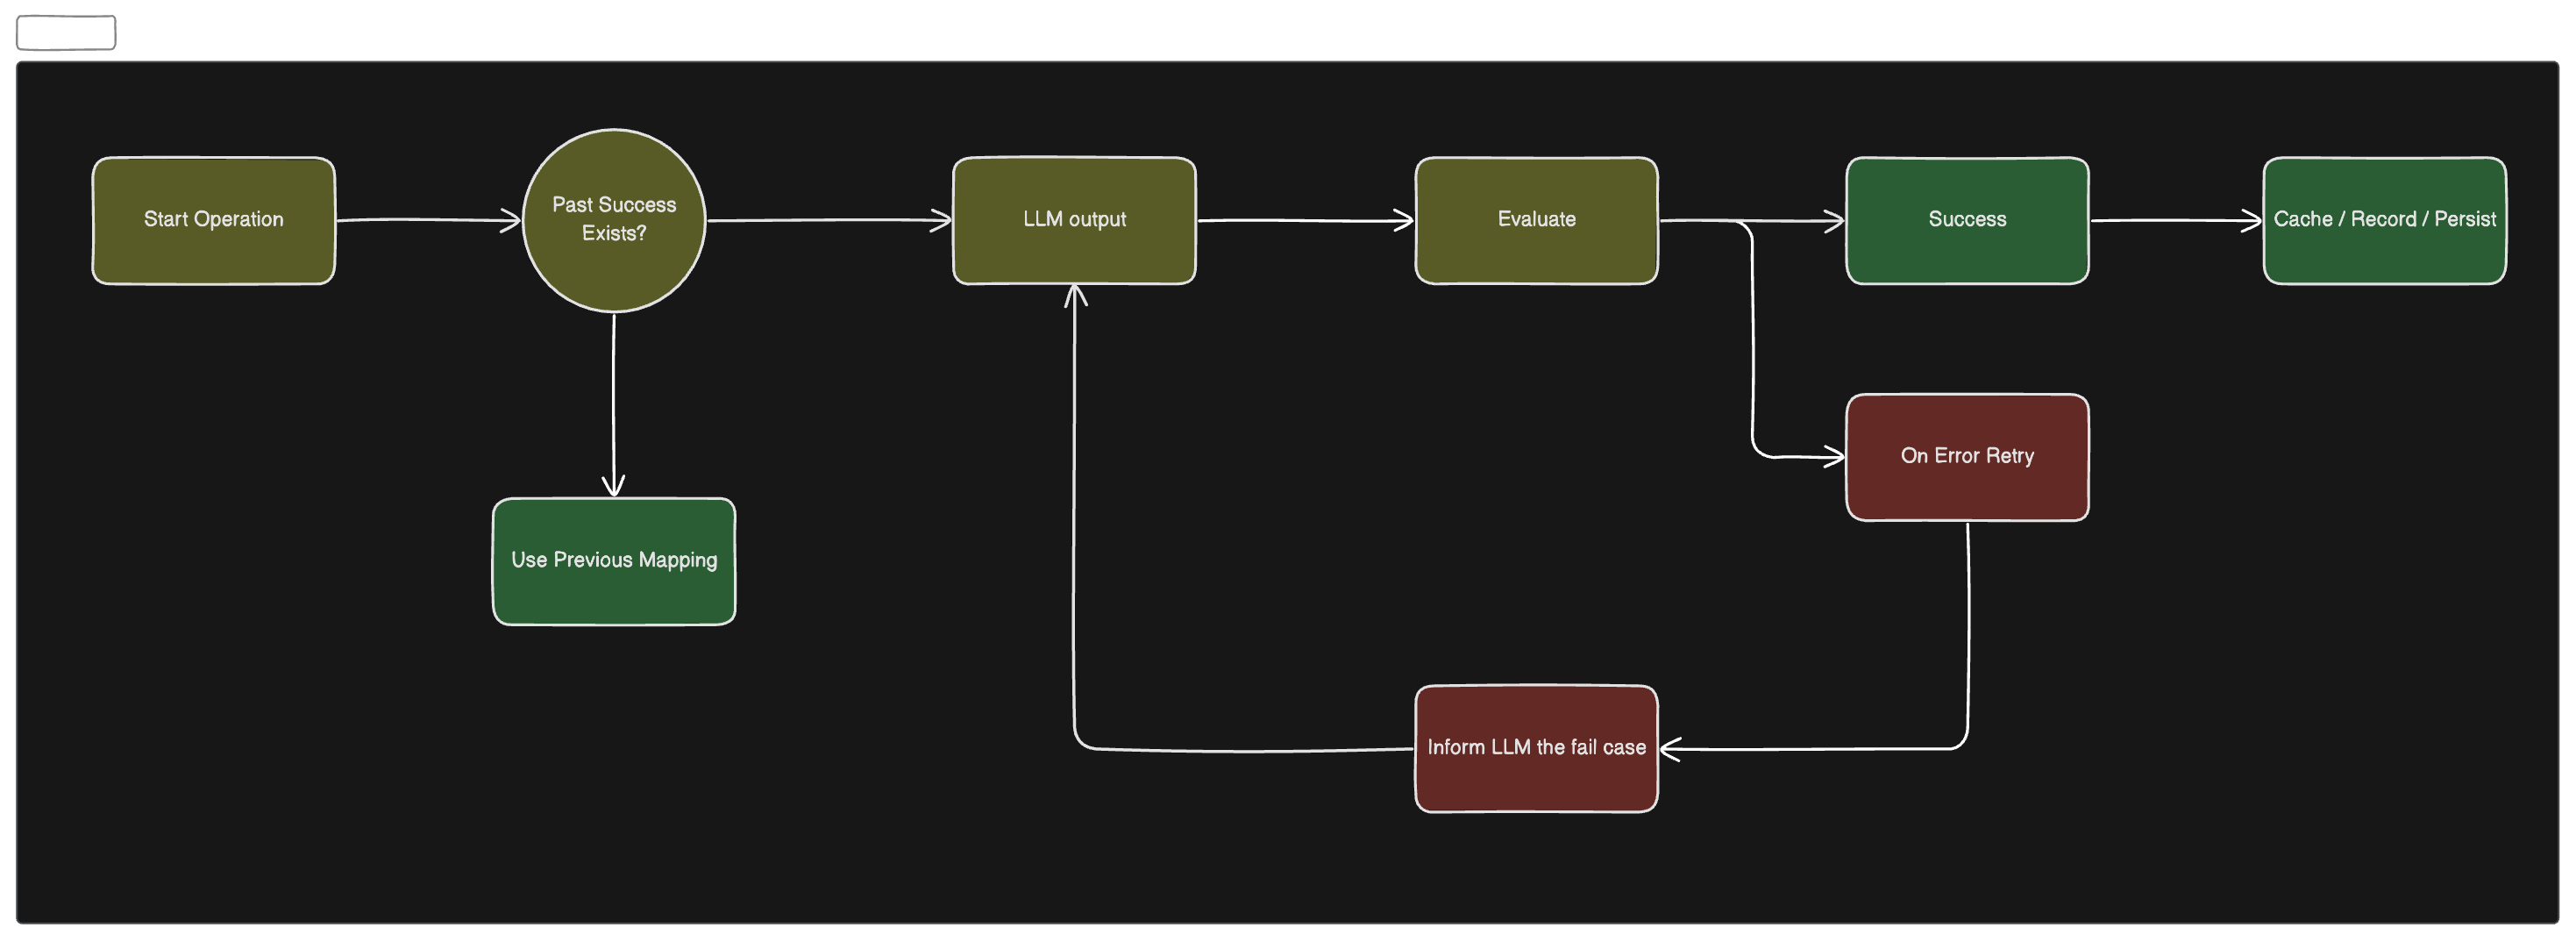 Start Operation
Past Success
Exists?
LLM output
Evaluate
Success
Cache / Record / Persist
On Error Retry
Use Previous Mapping
Inform LLM the fail case